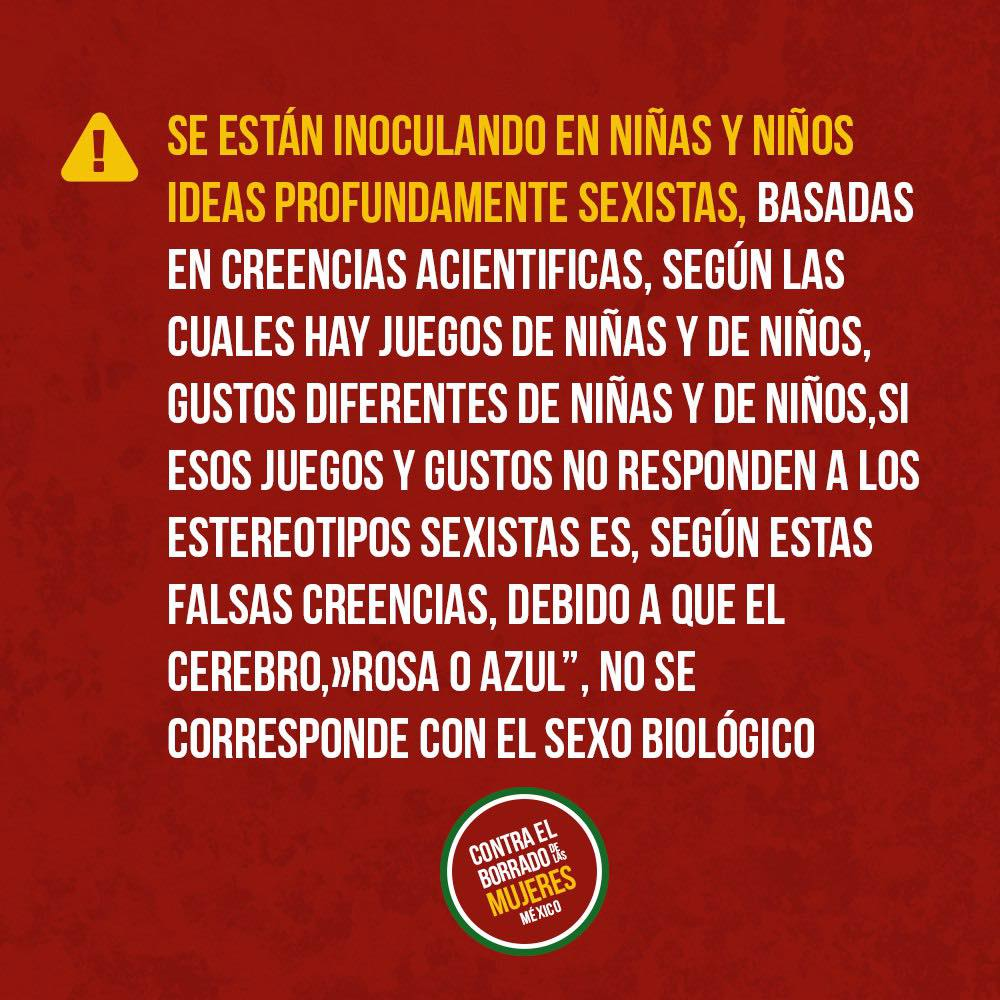 SE ESTÁN INOCULANDO EN NIÑAS Y NIÑOS
IDEAS PROFUNDAMENTE SEXISTAS, BASADAS
EN CREENCIAS ACIENTIFICAS, SEGÚN LAS
CUALES HAY JUEGOS DE NIÑAS Y DE NIÑOS,
GUSTOS DIFERENTES DE NIÑAS Y DE NIÑOS,SI
ESOS JUEGOS Y GUSTOS NO RESPONDEN A LOS
ESTEREOTIPOS SEXISTAS ES, SEGÚN ESTAS
FALSAS CREENCIAS, DEBIDO A QUE EL
CEREBRO,»ROSA O AZUL”, NO SE
CORRESPONDE CON EL SEXO BIOLÓGICO
CONTRA EL
BORRADO DE LAS
MUJERES
MÉXICO